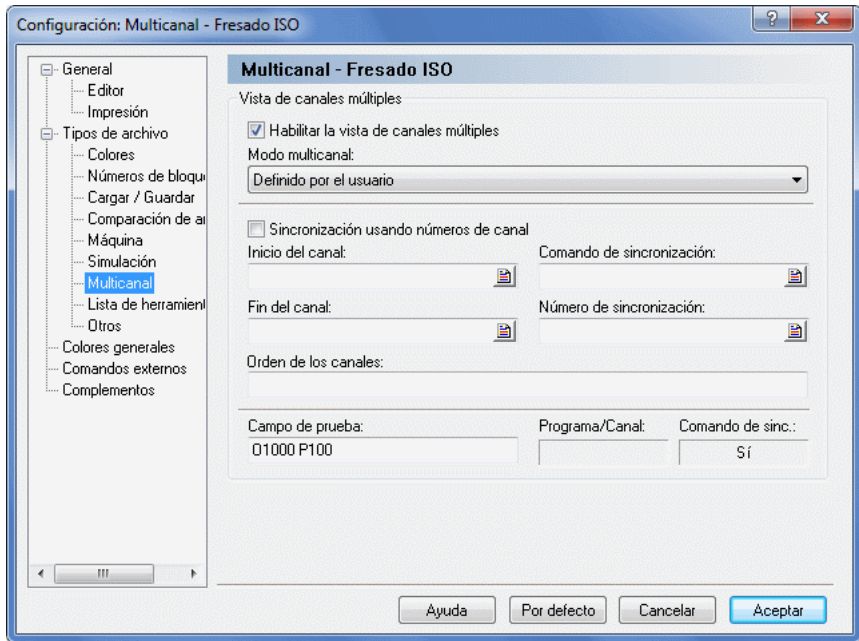 Configuración: Multicanal - Fresado ISO
General
Editor
Impresión
Tipos de archivo
Colores
Números de bloqu
Cargar / Guardar
Comparación de ar
Máquina
Simulación
Multicanal
Lista de herramient
Otros
Colores generales
Comandos externos
Complementos
Multicanal - Fresado ISO
Vista de canales múltiples
Habilitar la vista de canales múltiples
Modo multicanal:
Definido por el usuario
Sincronización usando números de canal
Inicio del canal: Comando de sincronización:
Fin del canal: Número de sincronización:
Orden de los canales:
Campo de prueba: Programa/Canal: Comando de sinc.:
O1000 P100 Sí
Ayuda Por defecto Cancelar Aceptar